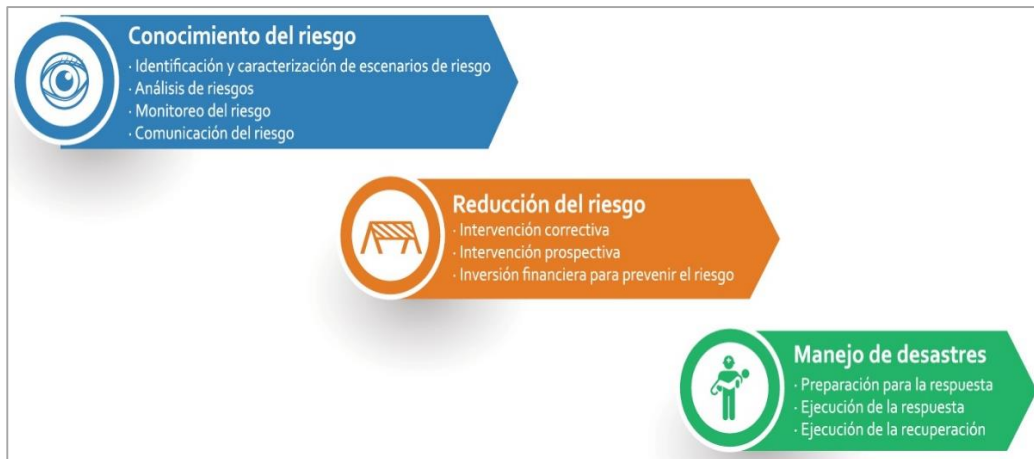 Conocimiento del riesgo
· Identificación y caracterización de escenarios de riesgo
· Análisis de riesgos
· Monitoreo del riesgo
· Comunicación del riesgo
Reducción del riesgo
· Intervención correctiva
· Intervención prospectiva
· Inversión financiera para prevenir el riesgo
Manejo de desastres
· Preparación para la respuesta
· Ejecución de la respuesta
· Ejecución de la recuperación